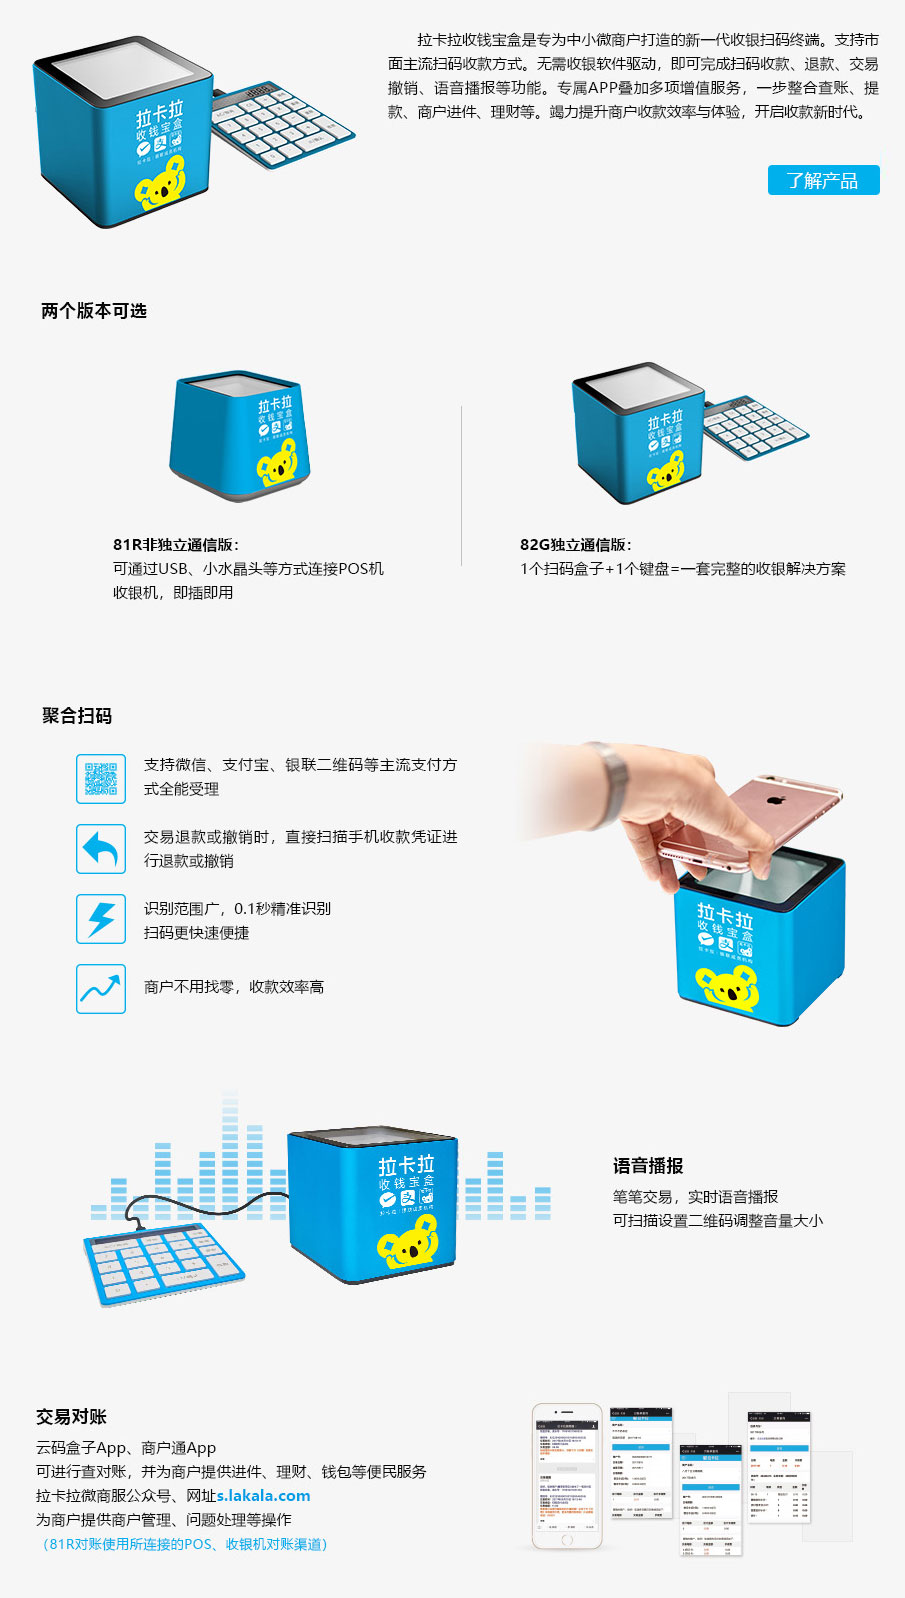 拉卡拉收钱宝盒是专为中小微商户打造的新一代收银扫码终端。支持市
面主流扫码收款方式。无需收银软件驱动，即可完成扫码收款、退款、交易
撤销、语音播报等功能。专属APP叠加多项增值服务，一步整合查账、提
款、商户进件、理财等。竭力提升商户收款效率与体验，开启收款新时代。
拉卡拉
收钱宝盒
了解产品
两个版本可选
拉卡拉
收钱宝盒
拉卡拉
收钱宝盒
81R非独立通信版：
可通过USB、小水晶头等方式连接POS机
收银机，即插即用
82G独立通信版：
1个扫码盒子+1个键盘=一套完整的收银解决方案
聚合扫码
支持微信、支付宝、银联二维码等主流支付方
式全能受理
交易退款或撤销时，直接扫描手机收款凭证进
行退款或撤销
识别范围广，0.1秒精准识别
扫码更快速便捷
商户不用找零，收款效率高
拉卡拉
收钱宝盒
拉卡拉
收钱宝盒
语音播报
笔笔交易，实时语音播报
可扫描设置二维码调整音量大小
交易对账
云码盒子App、商户通App
可进行查对账，并为商户提供进件、理财、钱包等便民服务
拉卡拉微商服公众号、网址s.lakala.com
为商户提供商户管理、问题处理等操作
（81R对账使用所连接的POS、收银机对账渠道）